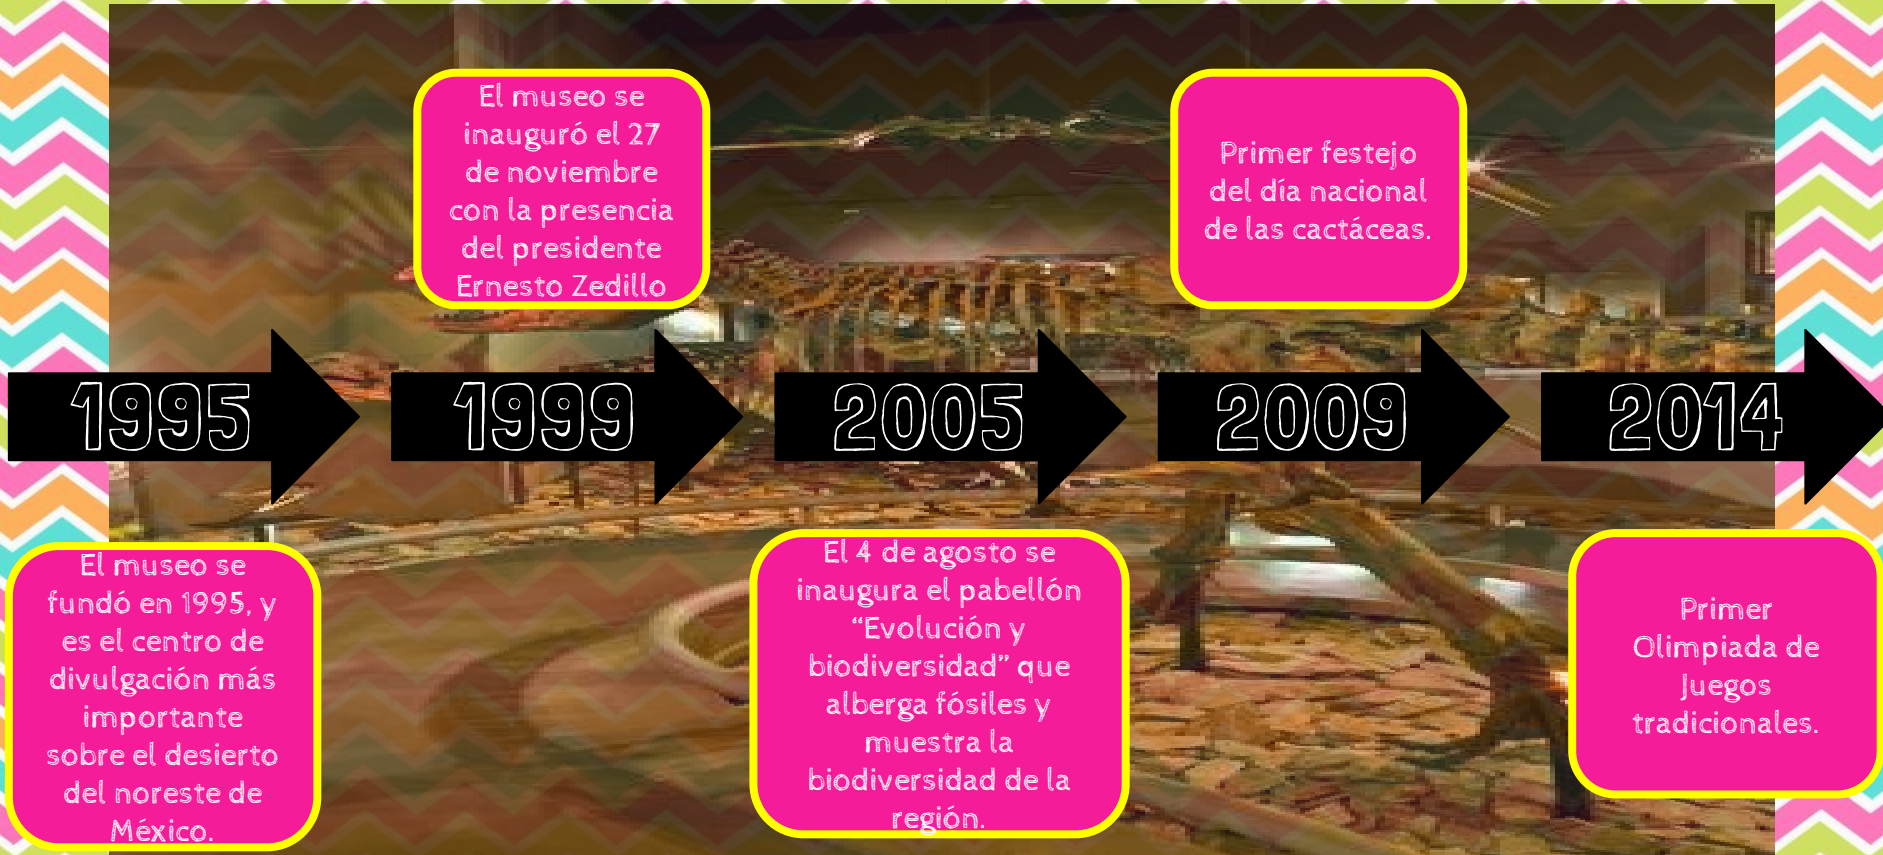 El museo se
inauguró el 27
de noviembre
con la presencia
del presidente
Ernesto Zedillo
Primer festejo
del día nacional
de las cactáceas.
1995
1999
2005
2009
2014
El museo se
fundó en 1995, y
es el centro de
divulgación más
importante
sobre el desierto
del noreste de
México.
El 4 de agosto se
inaugura el pabellón
“Evolución y
biodiversidad” que
alberga fósiles y
muestra la
biodiversidad de la
región.
Primer
Olimpiada de
Juegos
tradicionales.